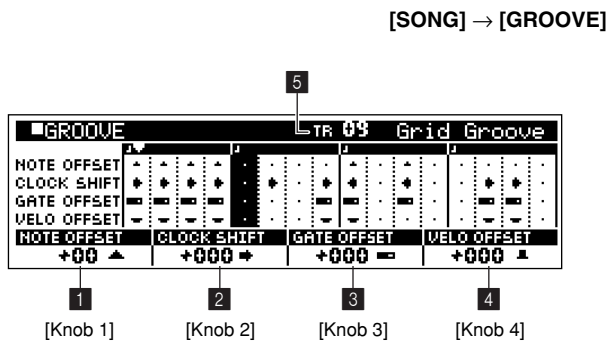 [SONG] → [GROOVE]
5
GROOVE TR 09 Grid Groove
NOTE OFFSET
CLOCK SHIFT
GATE OFFSET
VELO OFFSET
NOTE OFFSET CLOCK SHIFT GATE OFFSET VELO OFFSET
+00 +000 +000 +000
1 2 3 4
[Knob 1] [Knob 2] [Knob 3] [Knob 4]